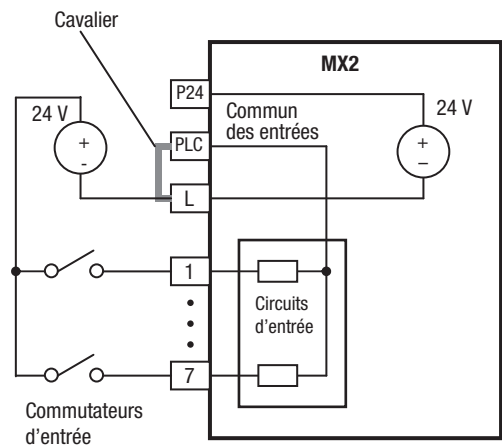 Cavalier
MX2
P24
24 V
Commun
des entrées
24 V
+
-
PLC
+
–
L
1
Circuits
d'entrée
7
Commutateurs
d'entrée